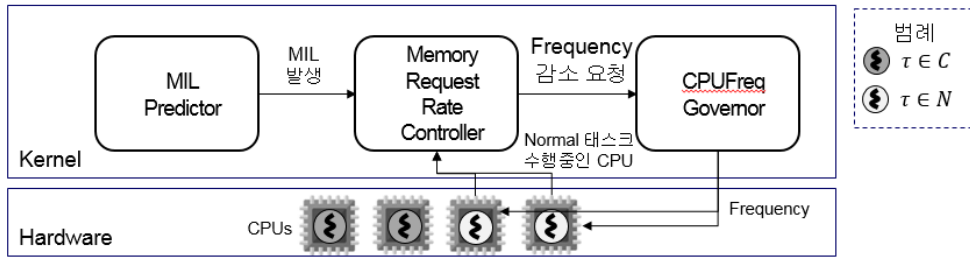 MIL
Predictor
MIL
발생
Memory
Request
Rate
Controller
Frequency
감소 요청
CPUFreq
Governor
Normal 태스크
수행중인 CPU
Kernel
Hardware
CPUs
Frequency
범례
τ ∈ C
τ ∈ N